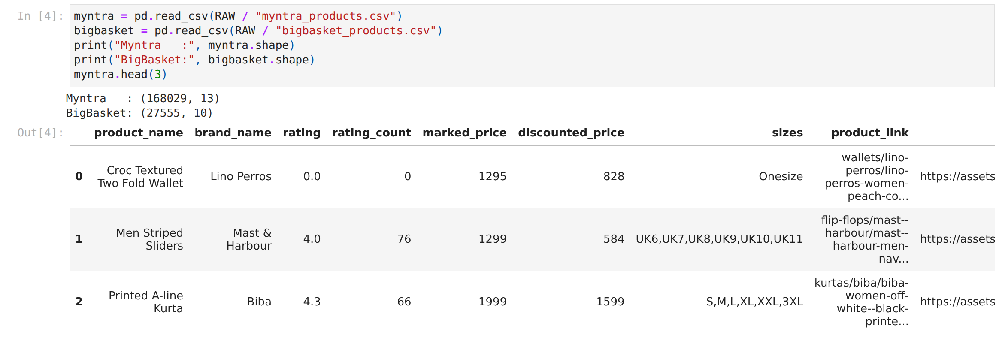 In [4]:
myntra = pd.read_csv(RAW / "myntra_products.csv")
bigbasket = pd.read_csv(RAW / "bigbasket_products.csv")
print("Myntra   :", myntra.shape)
print("BigBasket:", bigbasket.shape)
myntra.head(3)
Myntra   : (168029, 13)
BigBasket: (27555, 10)
Out[4]:
product_name brand_name rating rating_count marked_price discounted_price sizes product_link
0 Croc Textured Two Fold Wallet Lino Perros 0.0 0 1295 828 Onesize wallets/lino-perros/lino-perros-women-peach-co... https://assets
1 Men Striped Sliders Mast & Harbour 4.0 76 1299 584 UK6,UK7,UK8,UK9,UK10,UK11 flip-flops/mast--harbour/mast--harbour-men-nav... https://assets
2 Printed A-line Kurta Biba 4.3 66 1999 1599 S,M,L,XL,XXL,3XL kurtas/biba/biba-women-off-white--black-printe... https://assets